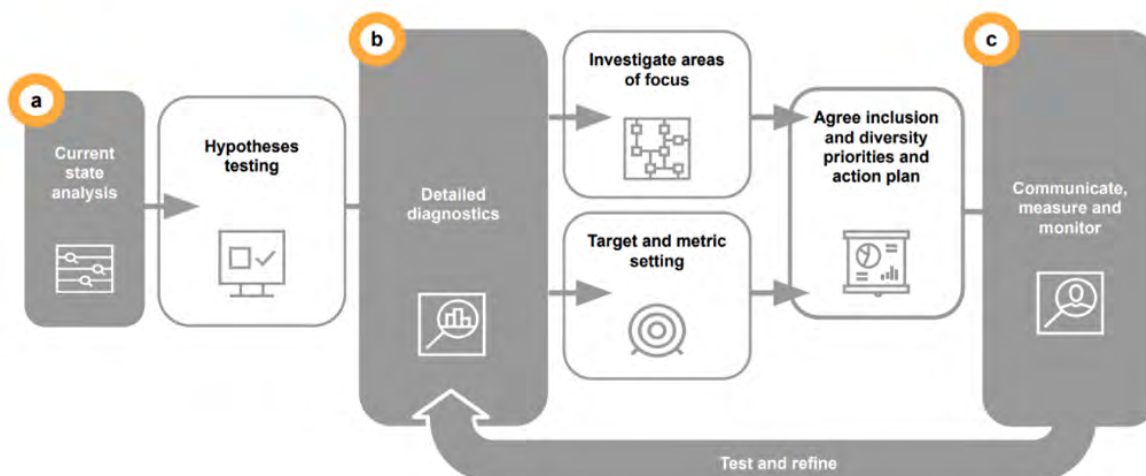 a
Current
state
analysis
Hypotheses
testing
b
Detailed
diagnostics
Investigate areas
of focus
Target and metric
setting
Agree inclusion
and diversity
priorities and
action plan
c
Communicate,
measure and
monitor
Test and refine